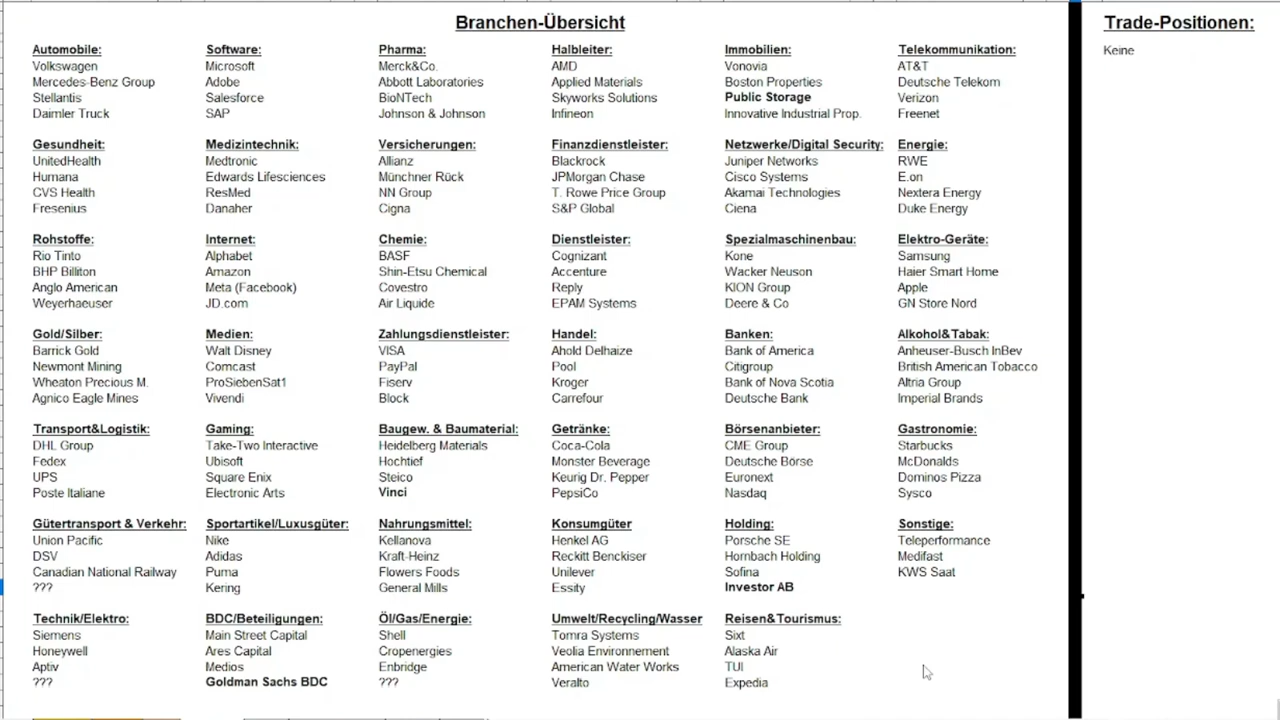 Branchen-Übersicht
Automobile:
Volkswagen
Mercedes-Benz Group
Stellantis
Daimler Truck
Software:
Microsoft
Adobe
Salesforce
SAP
Pharma:
Merck&Co.
Abbott Laboratories
BioNTech
Johnson & Johnson
Halbleiter:
AMD
Applied Materials
Skyworks Solutions
Infineon
Immobilien:
Vonovia
Boston Properties
Public Storage
Innovative Industrial Prop.
Telekommunikation:
AT&T
Deutsche Telekom
Verizon
Freenet
Gesundheit:
UnitedHealth
Humana
CVS Health
Fresenius
Medizintechnik:
Medtronic
Edwards Lifesciences
ResMed
Danaher
Versicherungen:
Allianz
Münchner Rück
NN Group
Cigna
Finanzdienstleister:
Blackrock
JPMorgan Chase
T. Rowe Price Group
S&P Global
Netzwerke/Digital Security:
Juniper Networks
Cisco Systems
Akamai Technologies
Ciena
Energie:
RWE
E.on
Nextera Energy
Duke Energy
Rohstoffe:
Rio Tinto
BHP Billiton
Anglo American
Weyerhaeuser
Internet:
Alphabet
Amazon
Meta (Facebook)
JD.com
Chemie:
BASF
Shin-Etsu Chemical
Covestro
Air Liquide
Dienstleister:
Cognizant
Accenture
Reply
EPAM Systems
Spezialmaschinenbau:
Kone
Wacker Neuson
KION Group
Deere & Co
Elektro-Geräte:
Samsung
Haier Smart Home
Apple
GN Store Nord
Gold/Silber:
Barrick Gold
Newmont Mining
Wheaton Precious M.
Agnico Eagle Mines
Medien:
Walt Disney
Comcast
ProSiebenSat1
Vivendi
Zahlungsdienstleister:
VISA
PayPal
Fiserv
Block
Handel:
Ahold Delhaize
Pool
Kroger
Carrefour
Banken:
Bank of America
Citigroup
Bank of Nova Scotia
Deutsche Bank
Alkohol&Tabak:
Anheuser-Busch InBev
British American Tobacco
Altria Group
Imperial Brands
Transport&Logistik:
DHL Group
Fedex
UPS
Poste Italiane
Gaming:
Take-Two Interactive
Ubisoft
Square Enix
Electronic Arts
Baugew. & Baumaterial:
Heidelberg Materials
Hochtief
Steico
Vinci
Getränke:
Coca-Cola
Monster Beverage
Keurig Dr. Pepper
PepsiCo
Börsenanbieter:
CME Group
Deutsche Börse
Euronext
Nasdaq
Gastronomie:
Starbucks
McDonalds
Dominos Pizza
Sysco
Gütertransport & Verkehr:
Union Pacific
DSV
Canadian National Railway
???
Sportartikel/Luxusgüter:
Nike
Adidas
Puma
Kering
Nahrungsmittel:
Kellanova
Kraft-Heinz
Flowers Foods
General Mills
Konsumgüter
Henkel AG
Reckitt Benckiser
Unilever
Essity
Holding:
Porsche SE
Hornbach Holding
Sofina
Investor AB
Sonstige:
Teleperformance
Medifast
KWS Saat
Technik/Elektro:
Siemens
Honeywell
Aptiv
???
BDC/Beteiligungen:
Main Street Capital
Ares Capital
Medios
Goldman Sachs BDC
Öl/Gas/Energie:
Shell
Cropenergies
Enbridge
???
Umwelt/Recycling/Wasser
Tomra Systems
Veolia Environnement
American Water Works
Veralto
Reisen&Tourismus:
Sixt
Alaska Air
TUI
Expedia
Trade-Positionen:
Keine